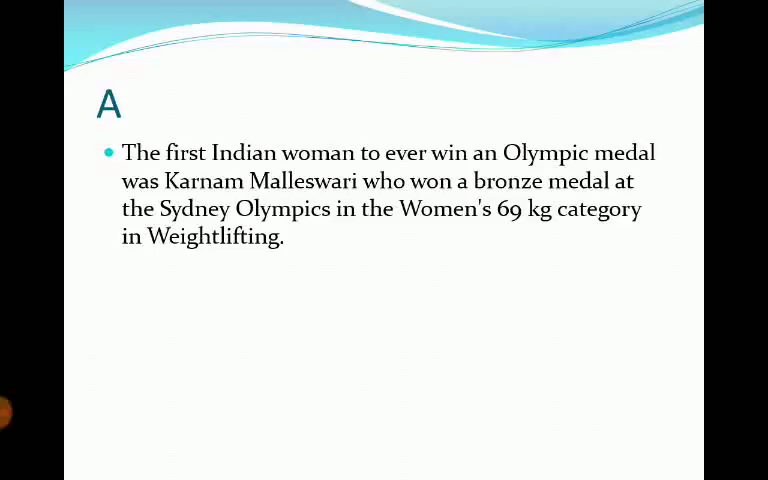 A
The first Indian woman to ever win an Olympic medal
was Karnam Malleswari who won a bronze medal at
the Sydney Olympics in the Women's 69 kg category
in Weightlifting.